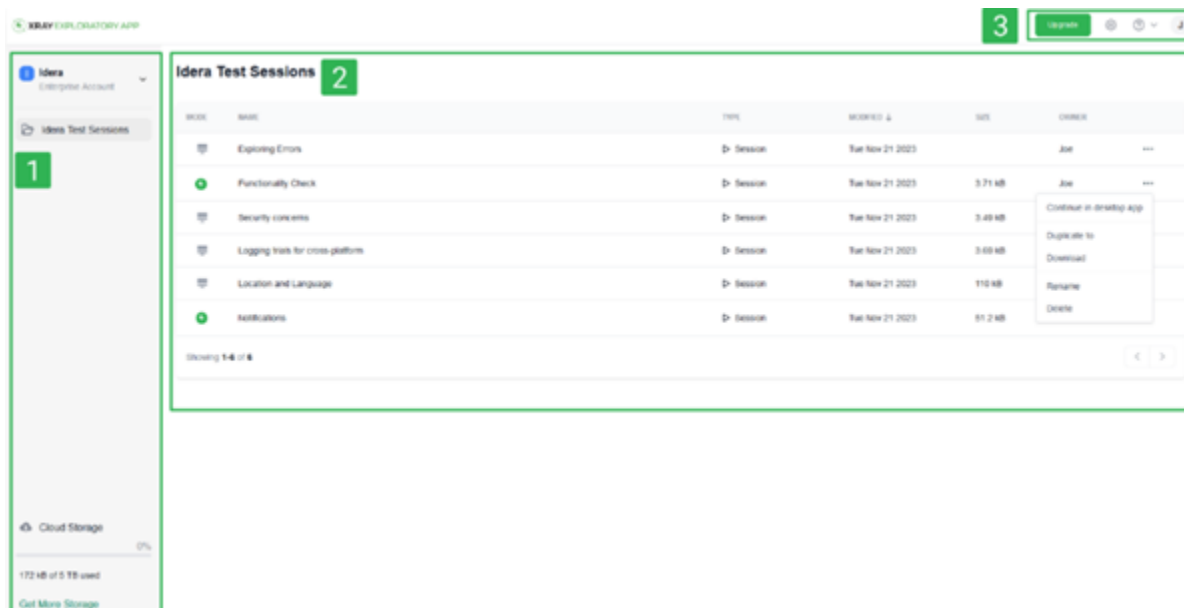 XRAY EXPLORATORY APP
3
Upgrade
J
Idera
Enterprise Account
Idera Test Sessions
1
Idera Test Sessions
2
MODE NAME TYPE MODIFIED ↓ SIZE OWNER
Exploring Errors Session Tue Nov 21 2023 Joe ...
Functionality Check Session Tue Nov 21 2023 3.71 kB Joe ...
Security concerns Session Tue Nov 21 2023 3.49 kB
Logging trials for cross-platform Session Tue Nov 21 2023 3.69 kB
Location and Language Session Tue Nov 21 2023 110 kB
Notifications Session Tue Nov 21 2023 51.2 kB
Continue in desktop app
Duplicate to
Download
Rename
Delete
Showing 1-6 of 6
Cloud Storage
0%
172 kB of 5 TB used
Get More Storage